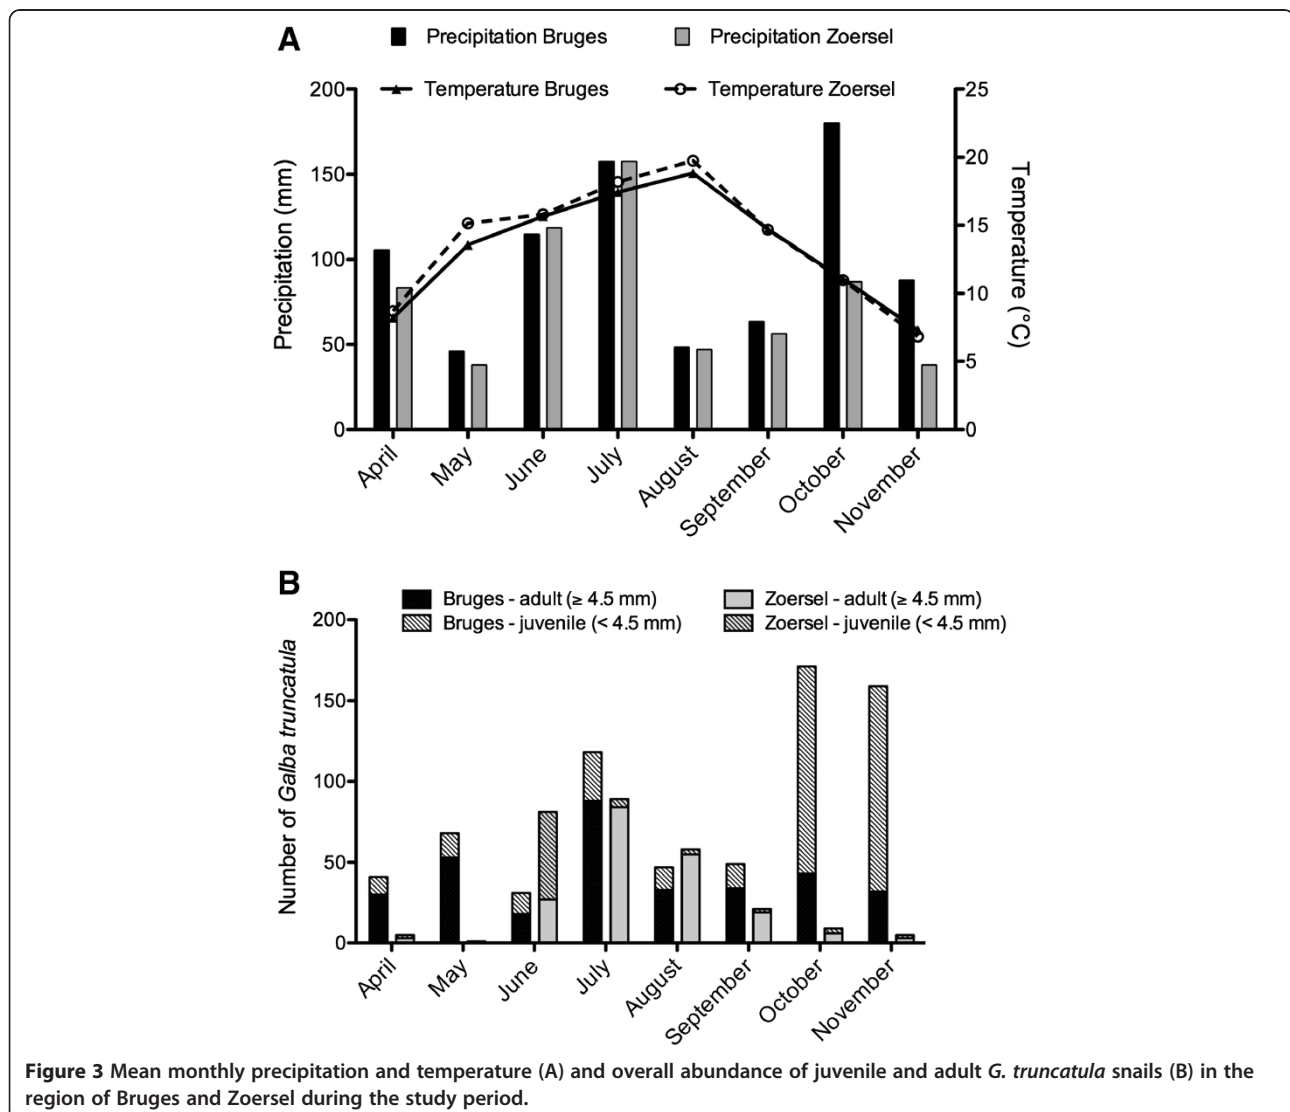 A
Precipitation Bruges
Precipitation Zoersel
Temperature Bruges
Temperature Zoersel
200
150
100
50
0
Precipitation (mm)
25
20
15
10
5
0
Temperature (°C)
April
May
June
July
August
September
October
November
B
Bruges - adult (≥ 4.5 mm)
Zoersel - adult (≥ 4.5 mm)
Bruges - juvenile (< 4.5 mm)
Zoersel - juvenile (< 4.5 mm)
200
150
100
50
0
Number of Galba truncatula
April
May
June
July
August
September
October
November
Figure 3 Mean monthly precipitation and temperature (A) and overall abundance of juvenile and adult G. truncatula snails (B) in the
region of Bruges and Zoersel during the study period.